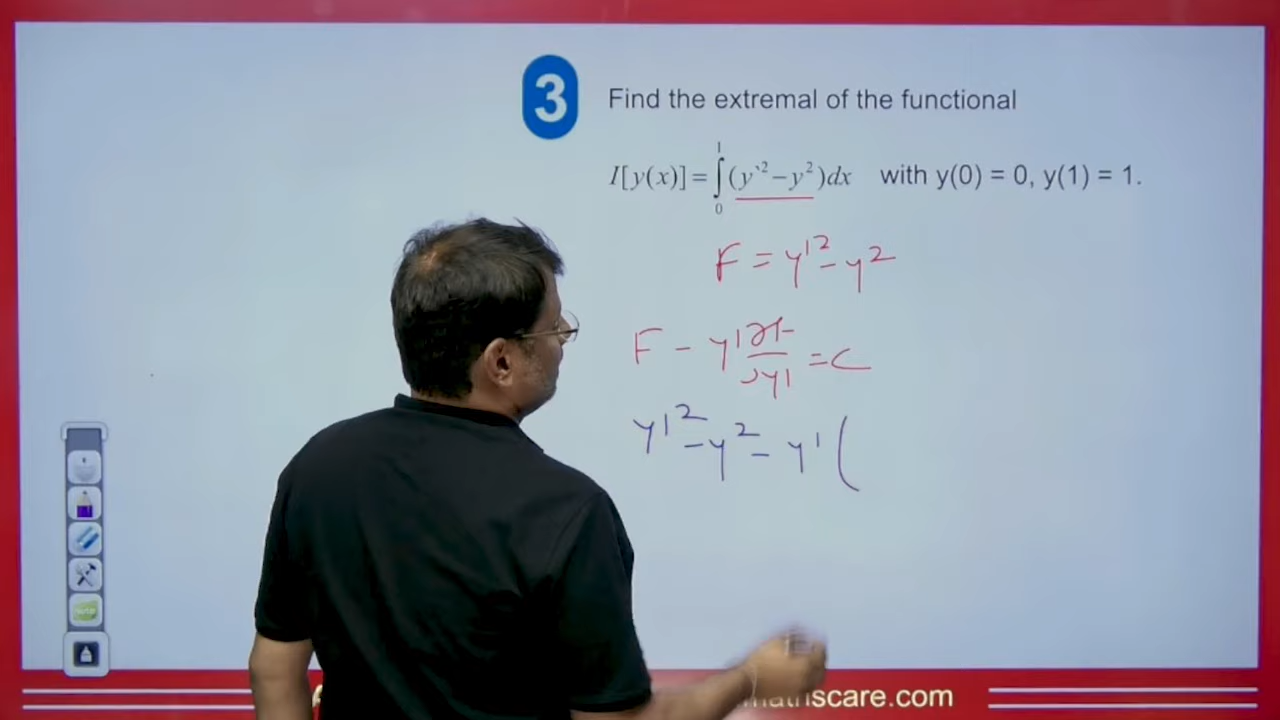 3
Find the extremal of the functional
I[y(x)] = ∫₀¹ (y`² − y²)dx with y(0) = 0, y(1) = 1.
F = y'² − y²
F − y' ∂F/∂y' = C
y'² − y² − y' (
scare.com